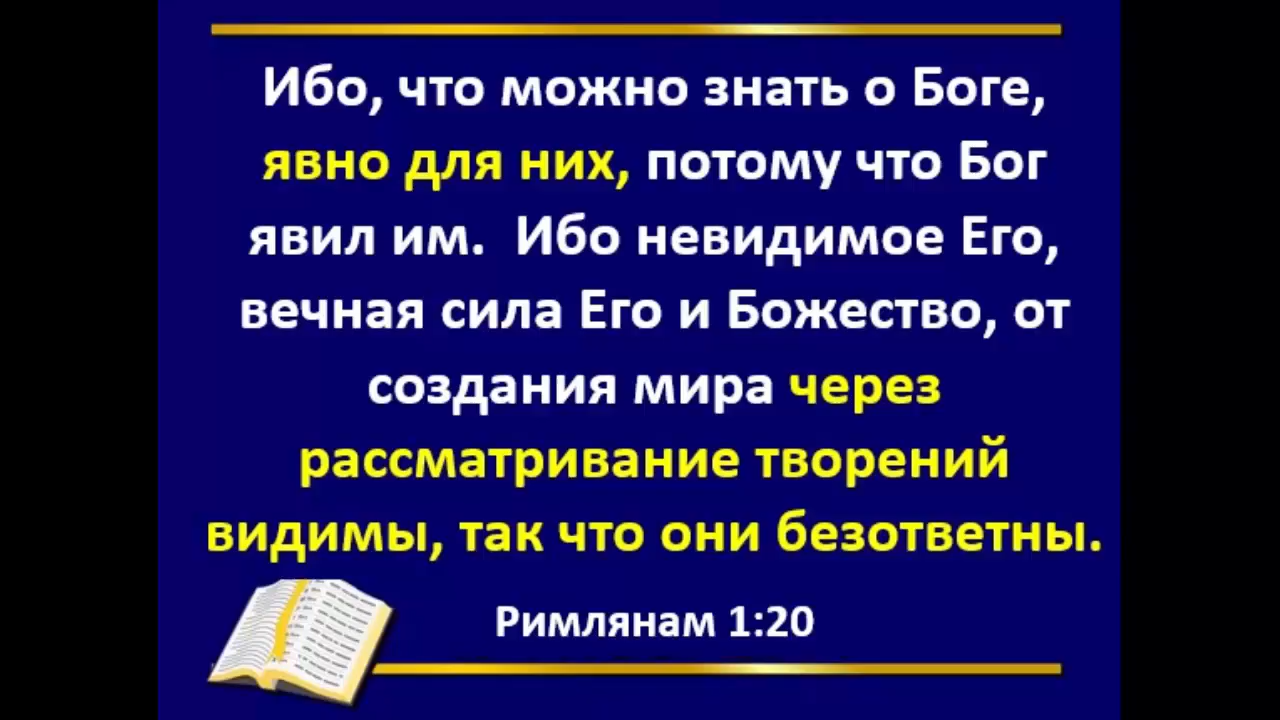 Ибо, что можно знать о Боге,
явно для них, потому что Бог
явил им.  Ибо невидимое Его,
вечная сила Его и Божество, от
создания мира через
рассматривание творений
видимы, так что они безответны.
Римлянам 1:20